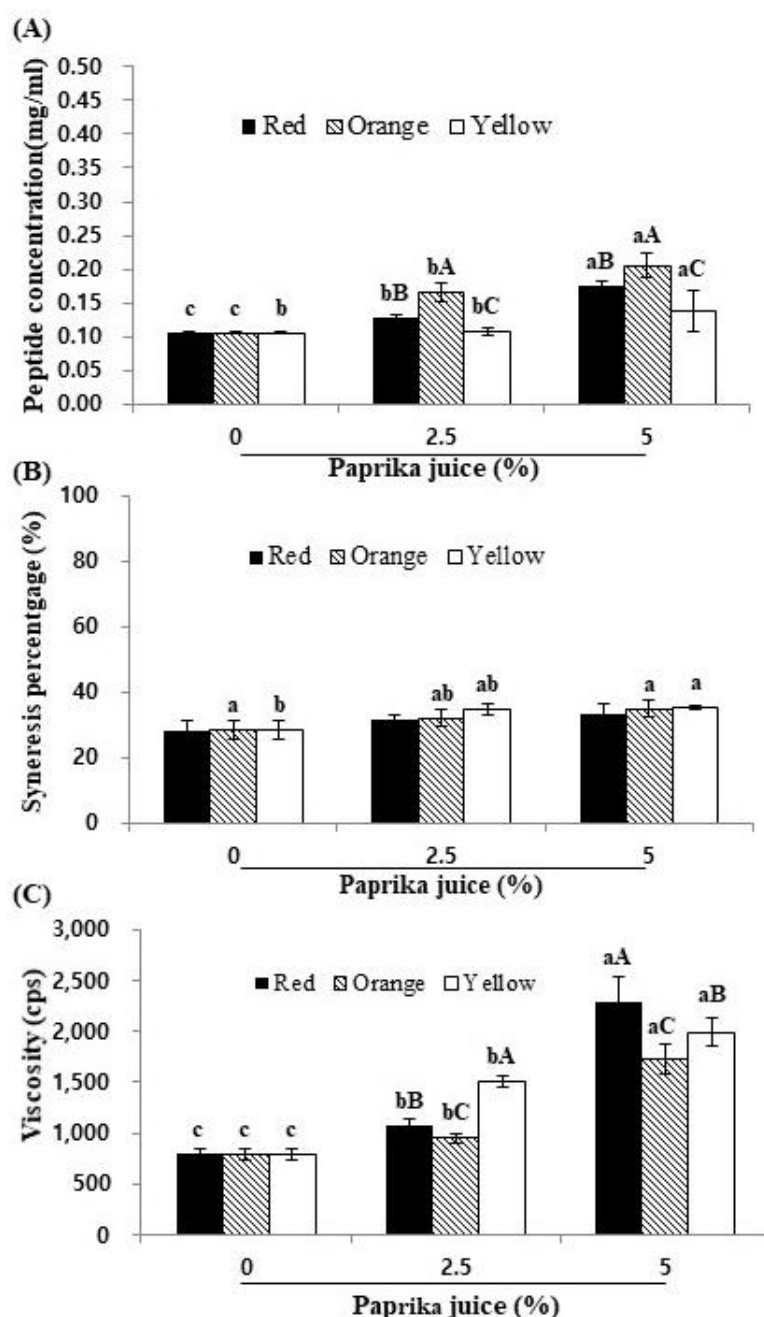 (A)
Peptide concentration(mg/ml)
0.50
0.45
0.40
0.35
0.30
0.25
0.20
0.15
0.10
0.05
0.00
Red Orange Yellow
c c b bB bA bC aB aA aC
0 2.5 5
Paprika juice (%)
(B)
Syneresis percentgage (%)
100
80
60
40
20
0
Red Orange Yellow
a b ab ab a a
0 2.5 5
Paprika juice (%)
(C)
Viscosity (cps)
3,000
2,500
2,000
1,500
1,000
500
0
Red Orange Yellow
c c c bB bC bA aA aC aB
0 2.5 5
Paprika juice (%)